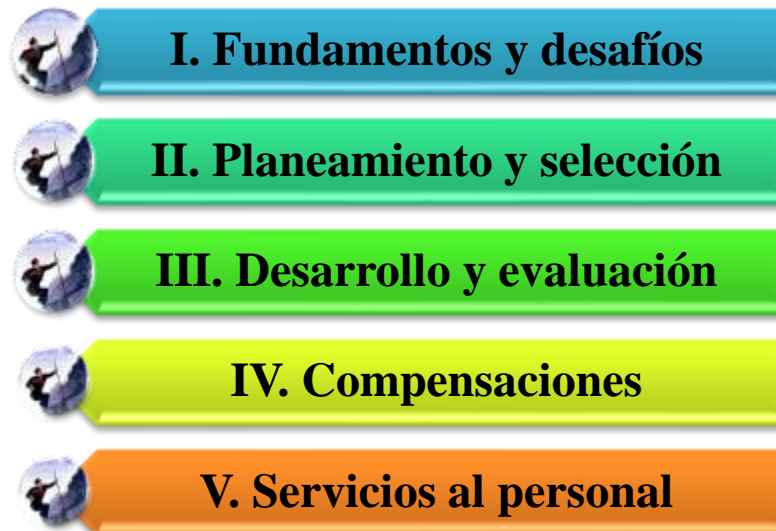 I. Fundamentos y desafíos
II. Planeamiento y selección
III. Desarrollo y evaluación
IV. Compensaciones
V. Servicios al personal